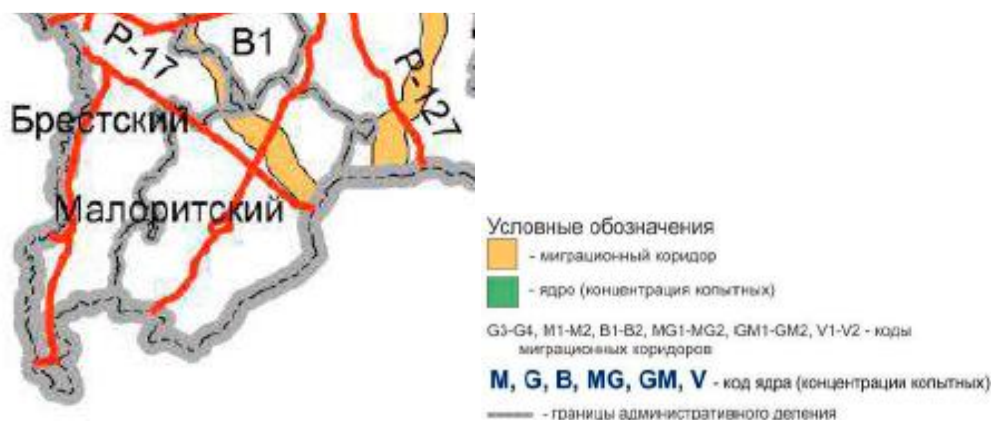 P-17
B1
P-127
Брестский
Малоритский
Условные обозначения
- миграционный коридор
- ядро (концентрация копытных)
G3-G4, M1-M2, B1-B2, MG1-MG2, GM1-GM2, V1-V2 - коды
миграционных коридоров
M, G, B, MG, GM, V - код ядра (концентрации копытных)
- границы административного деления